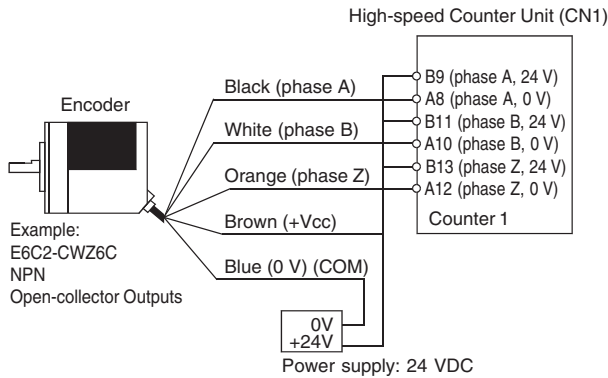 High-speed Counter Unit (CN1)
Black (phase A)
B9 (phase A, 24 V)
A8 (phase A, 0 V)
Encoder
B11 (phase B, 24 V)
White (phase B)
A10 (phase B, 0 V)
B13 (phase Z, 24 V)
Orange (phase Z)
A12 (phase Z, 0 V)
Counter 1
Brown (+Vcc)
Example:
E6C2-CWZ6C
NPN
Open-collector Outputs
Blue (0 V) (COM)
0V
+24V
Power supply: 24 VDC